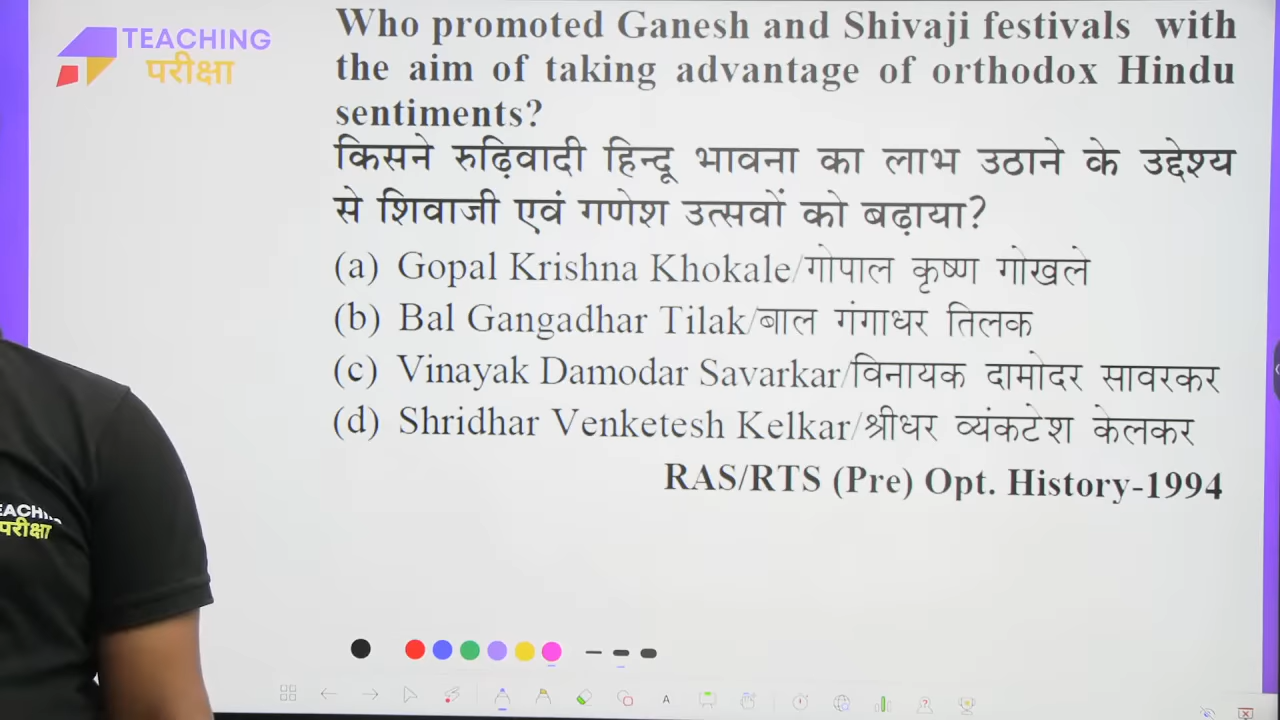 TEACHING
परीक्षा
Who promoted Ganesh and Shivaji festivals with
the aim of taking advantage of orthodox Hindu
sentiments?
किसने रुढ़िवादी हिन्दू भावना का लाभ उठाने के उद्देश्य
से शिवाजी एवं गणेश उत्सवों को बढ़ाया?
(a) Gopal Krishna Khokale/गोपाल कृष्ण गोखले
(b) Bal Gangadhar Tilak/बाल गंगाधर तिलक
(c) Vinayak Damodar Savarkar/विनायक दामोदर सावरकर
(d) Shridhar Venketesh Kelkar/श्रीधर व्यंकटेश केलकर
RAS/RTS (Pre) Opt. History-1994
परीक्षा
A